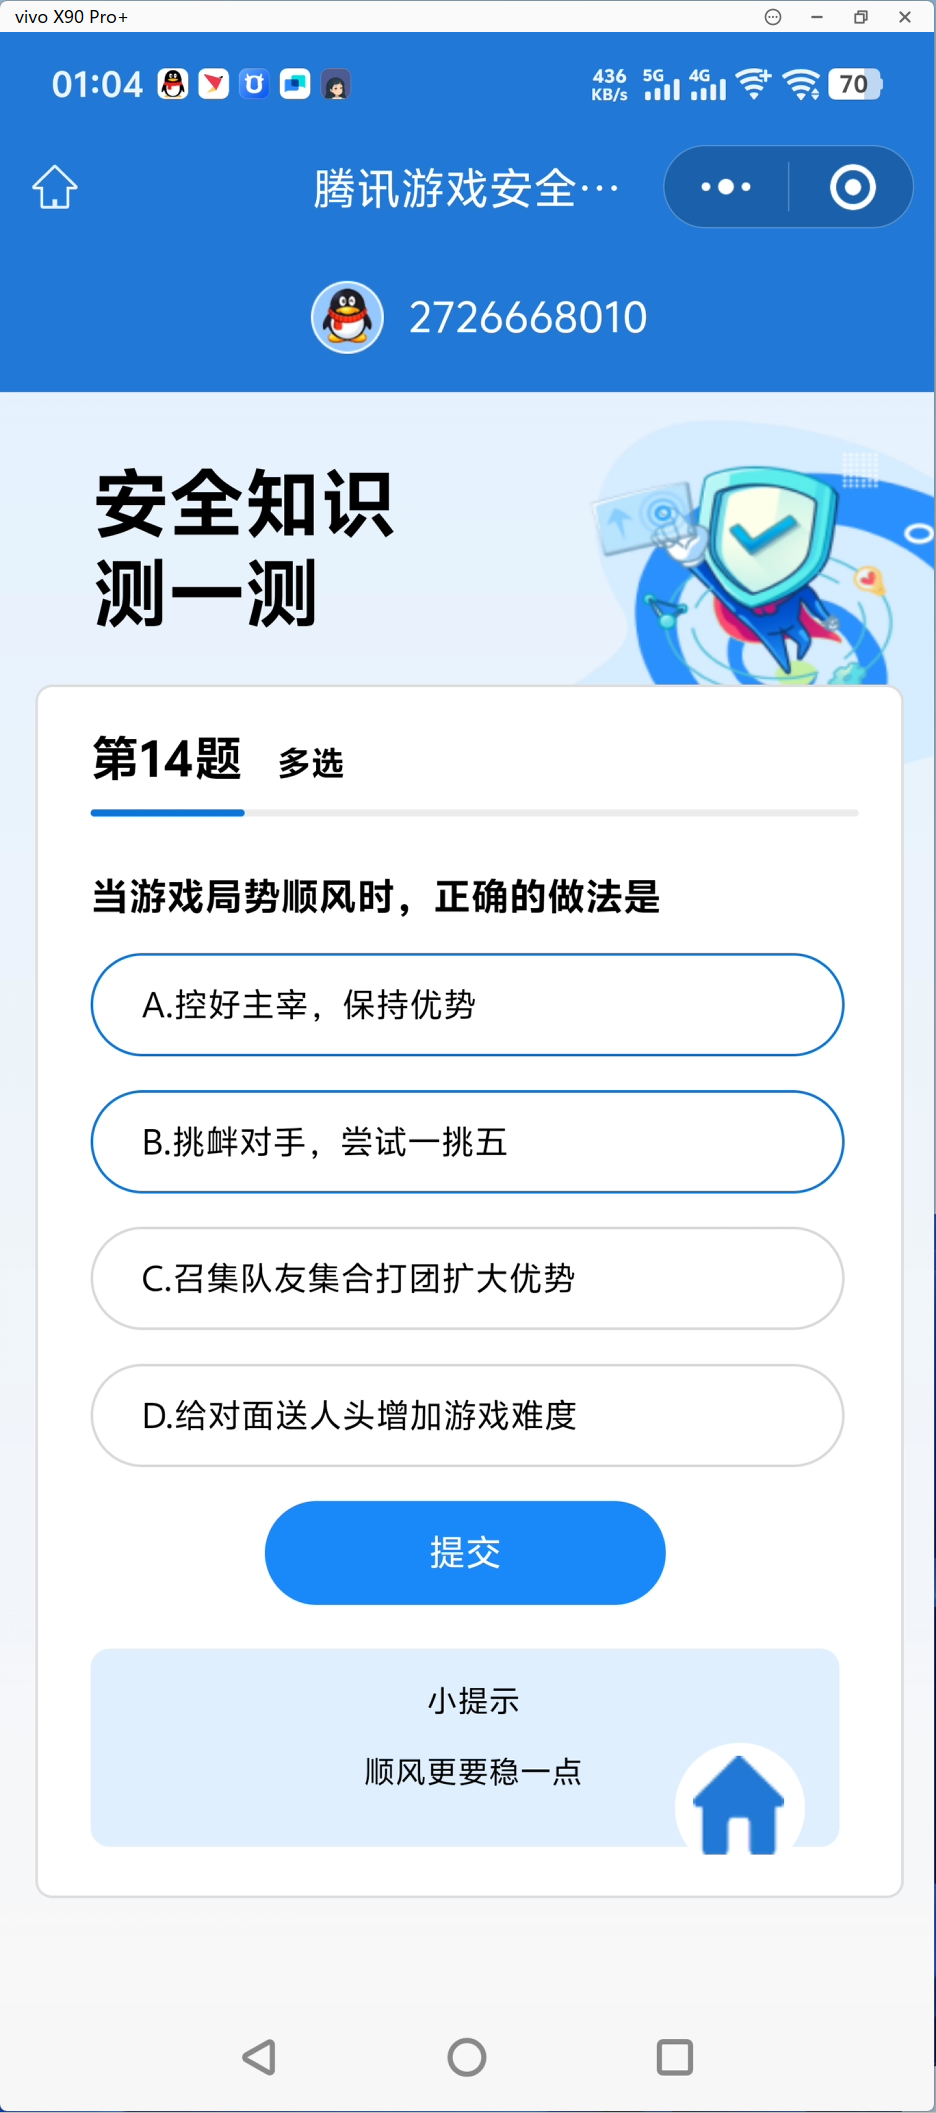 vivo X90 Pro+
01:04
436 KB/s 5G 4G 70
腾讯游戏安全…
2726668010
安全知识
测一测
第14题 多选
当游戏局势顺风时，正确的做法是
A.控好主宰，保持优势
B.挑衅对手，尝试一挑五
C.召集队友集合打团扩大优势
D.给对面送人头增加游戏难度
提交
小提示
顺风更要稳一点